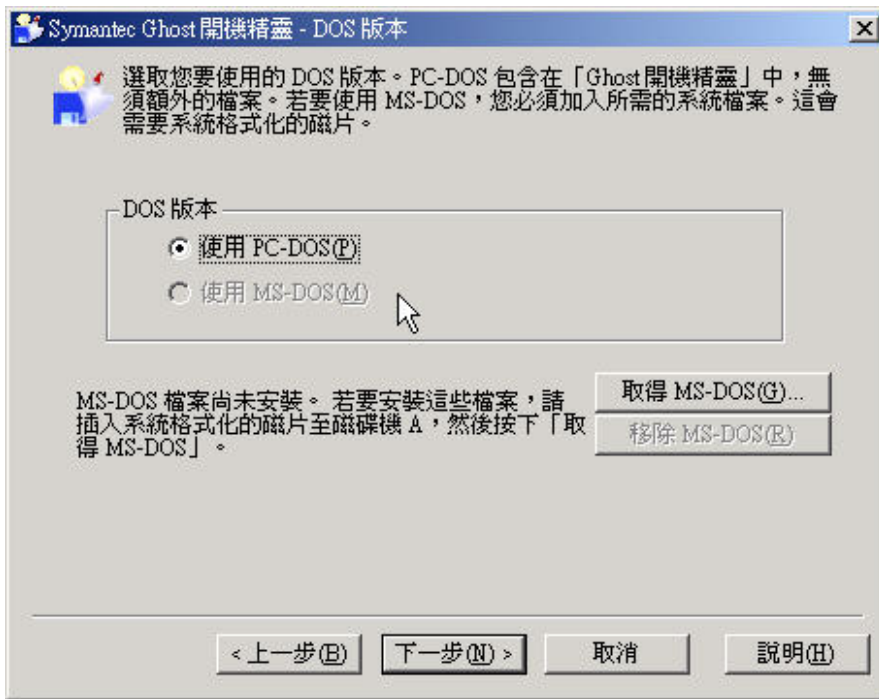 Symantec Ghost 開機精靈 - DOS 版本
選取您要使用的 DOS 版本。PC-DOS 包含在「Ghost 開機精靈」中，無
須額外的檔案。若要使用 MS-DOS，您必須加入所需的系統檔案。這會
需要系統格式化的磁片。
DOS 版本
使用 PC-DOS(P)
使用 MS-DOS(M)
MS-DOS 檔案尚未安裝。 若要安裝這些檔案，請
插入系統格式化的磁片至磁碟機 A，然後按下「取
得 MS-DOS」。
取得 MS-DOS(G)...
移除 MS-DOS(R)
< 上一步(B)
下一步(N) >
取消
說明(H)